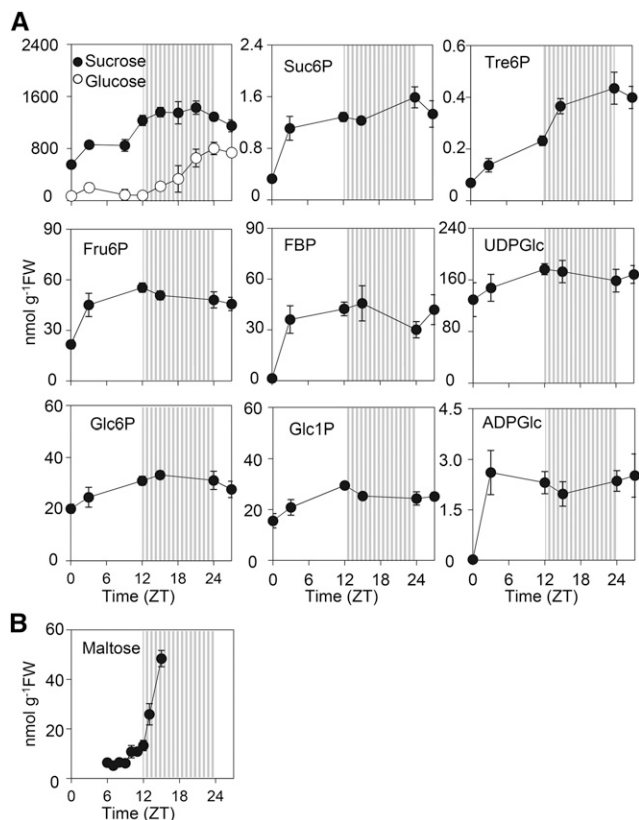 A
2400
1600
800
0
Sucrose
Glucose
1.6
1.2
0.8
0.4
0
Suc6P
0.6
0.4
0.2
0
Tre6P
nmol g-1FW
90
60
30
0
Fru6P
90
60
30
0
FBP
240
160
80
0
UDPGlc
60
40
20
0
Glc6P
0 6 12 18 24
Time (ZT)
60
40
20
0
Glc1P
0 6 12 18 24
Time (ZT)
4.5
3.0
1.5
0
ADPGlc
0 6 12 18 24
Time (ZT)
B
nmol g-1FW
60
40
20
0
Maltose
0 6 12 18 24
Time (ZT)